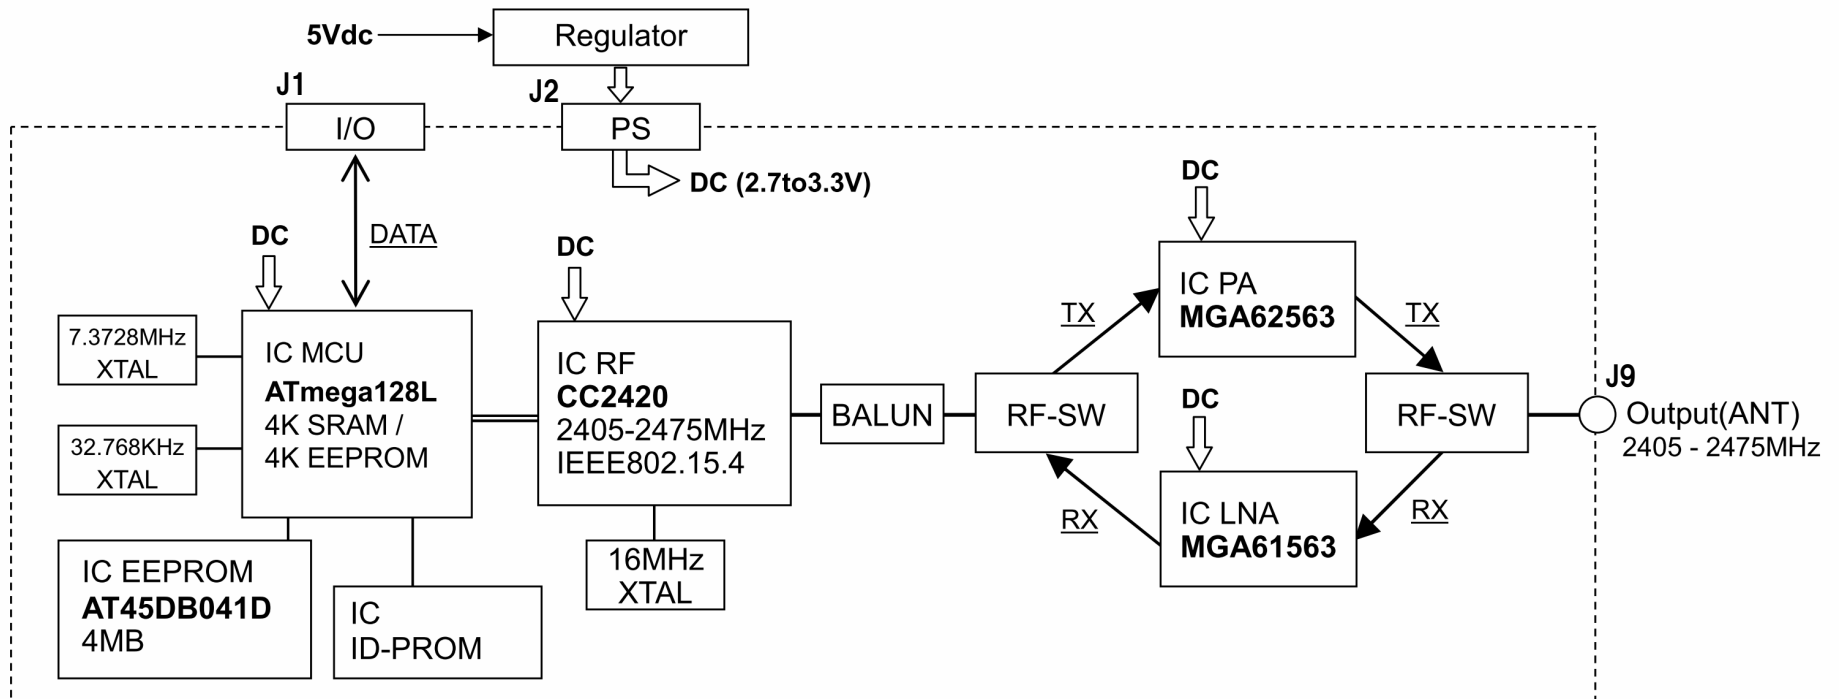 5Vdc
Regulator
J1
J2
I/O
PS
DC (2.7to3.3V)
DC
DATA
DC
DC
7.3728MHz
XTAL
32.768KHz
XTAL
IC MCU
ATmega128L
4K SRAM /
4K EEPROM
IC RF
CC2420
2405-2475MHz
IEEE802.15.4
BALUN
RF-SW
TX
IC PA
MGA62563
TX
RF-SW
J9
Output(ANT)
2405 - 2475MHz
DC
RX
IC LNA
MGA61563
RX
IC EEPROM
AT45DB041D
4MB
IC
ID-PROM
16MHz
XTAL